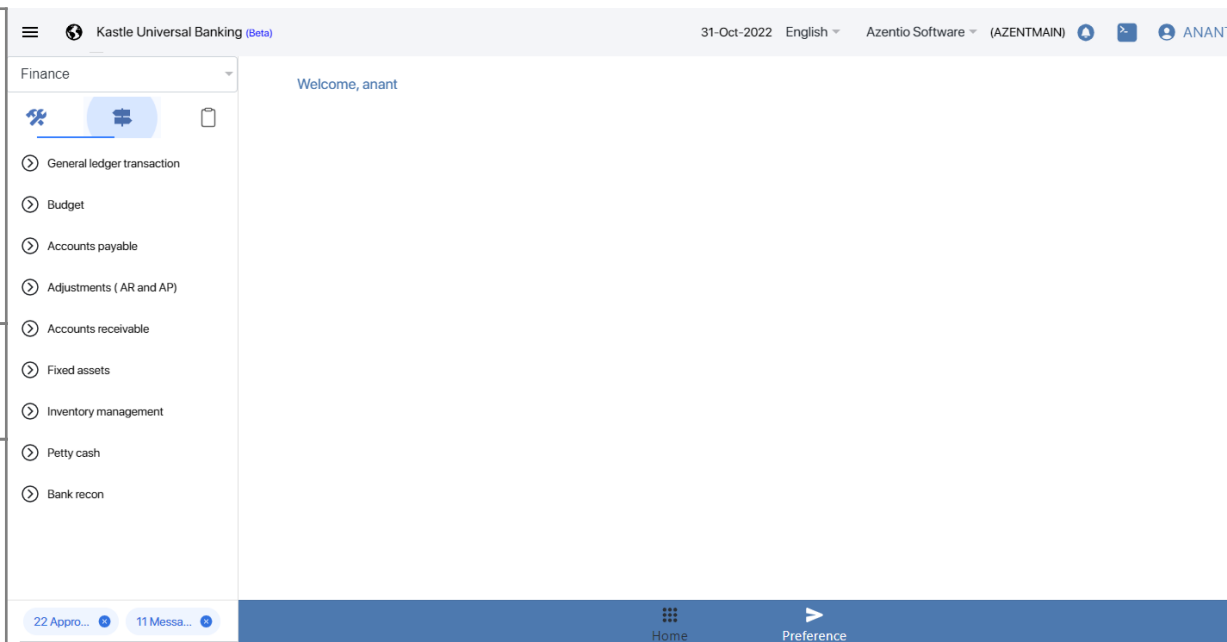 Kastle Universal Banking (Beta)
31-Oct-2022 English Azentio Software (AZENTMAIN) ANANT
Finance
Welcome, anant
General ledger transaction
Budget
Accounts payable
Adjustments ( AR and AP)
Accounts receivable
Fixed assets
Inventory management
Petty cash
Bank recon
22 Appro... 11 Messa...
Home Preference